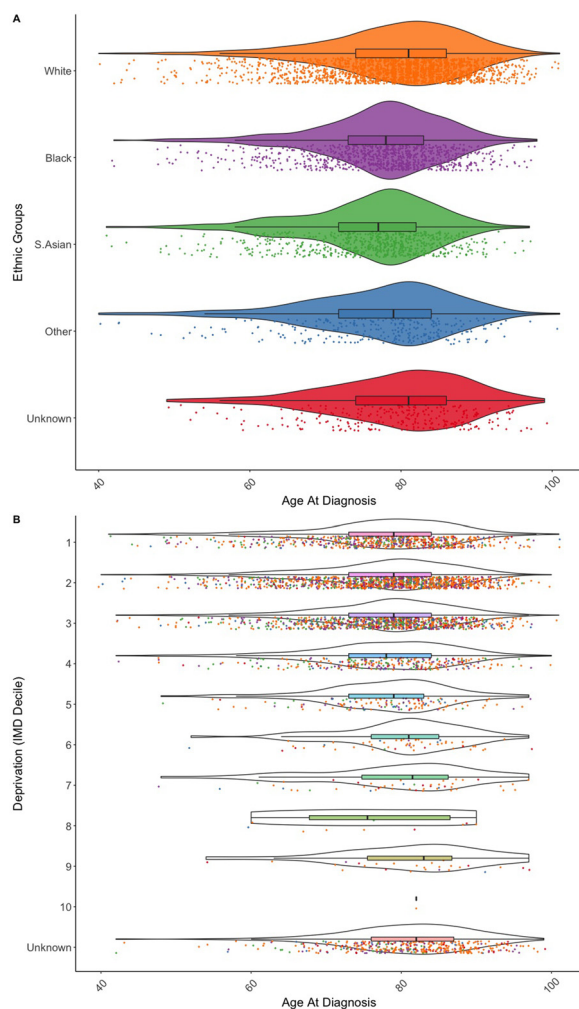 A
White
Black
S.Asian
Other
Unknown
Ethnic Groups
40
60
80
100
Age At Diagnosis
B
1
2
3
4
5
6
7
8
9
10
Unknown
Deprivation (IMD Decile)
40
60
80
100
Age At Diagnosis